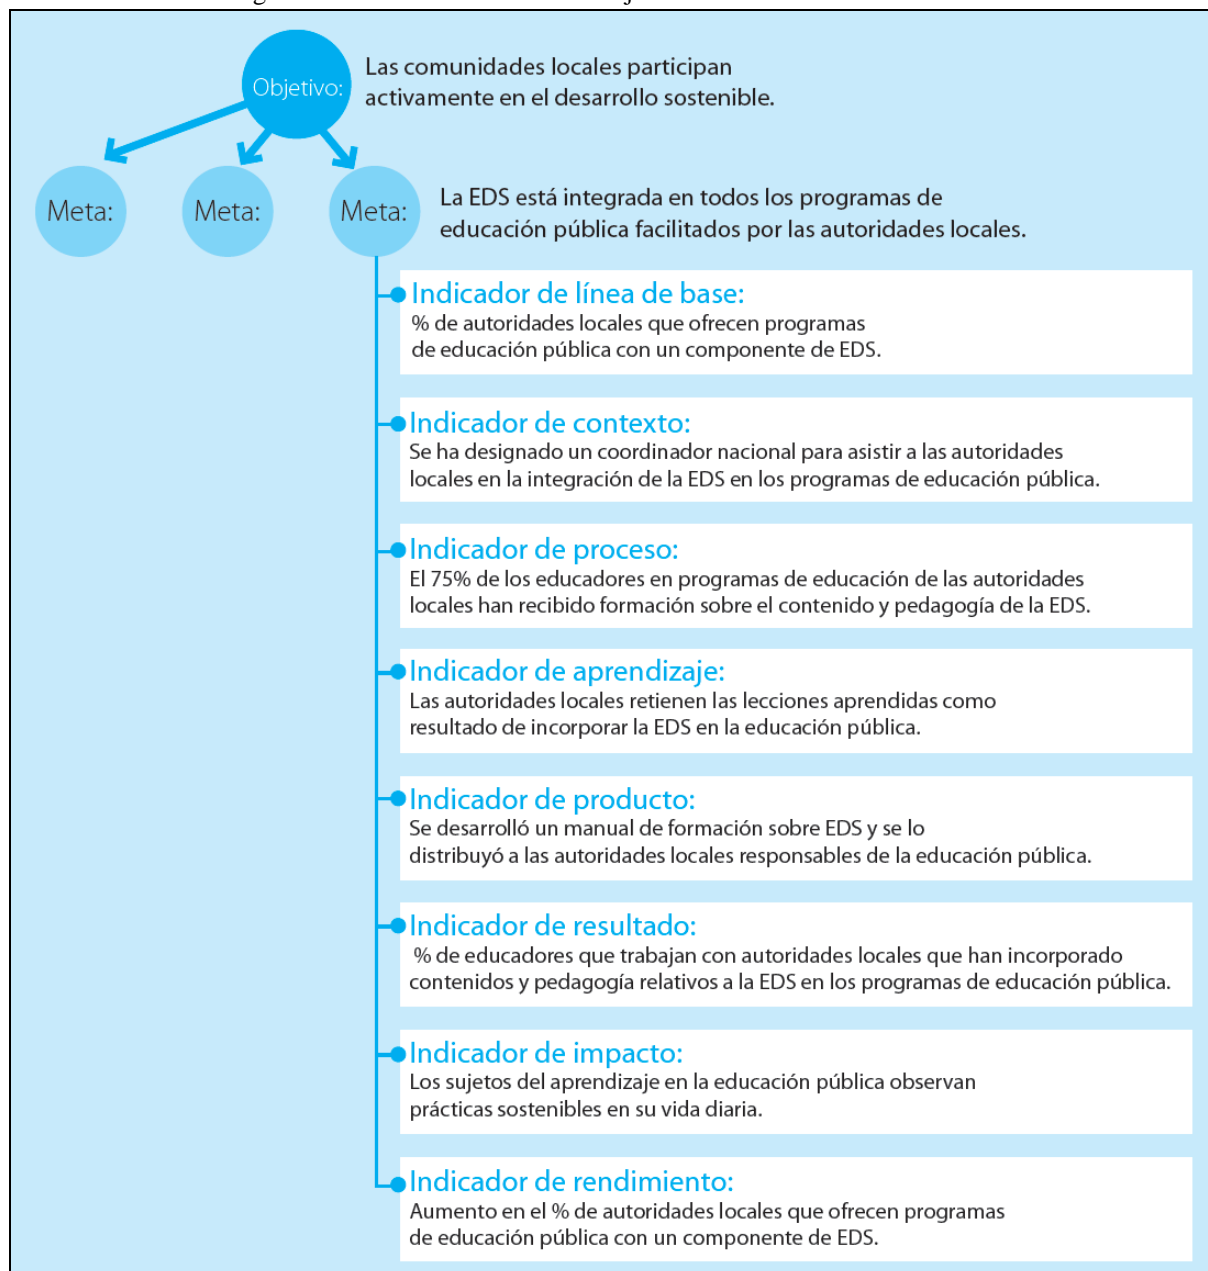 Objetivo:
Las comunidades locales participan
activamente en el desarrollo sostenible.
Meta:
Meta:
Meta:
La EDS está integrada en todos los programas de
educación pública facilitados por las autoridades locales.
Indicador de línea de base:
% de autoridades locales que ofrecen programas
de educación pública con un componente de EDS.
Indicador de contexto:
Se ha designado un coordinador nacional para asistir a las autoridades
locales en la integración de la EDS en los programas de educación pública.
Indicador de proceso:
El 75% de los educadores en programas de educación de las autoridades
locales han recibido formación sobre el contenido y pedagogía de la EDS.
Indicador de aprendizaje:
Las autoridades locales retienen las lecciones aprendidas como
resultado de incorporar la EDS en la educación pública.
Indicador de producto:
Se desarrolló un manual de formación sobre EDS y se lo
distribuyó a las autoridades locales responsables de la educación pública.
Indicador de resultado:
% de educadores que trabajan con autoridades locales que han incorporado
contenidos y pedagogía relativos a la EDS en los programas de educación pública.
Indicador de impacto:
Los sujetos del aprendizaje en la educación pública observan
prácticas sostenibles en su vida diaria.
Indicador de rendimiento:
Aumento en el % de autoridades locales que ofrecen programas
de educación pública con un componente de EDS.